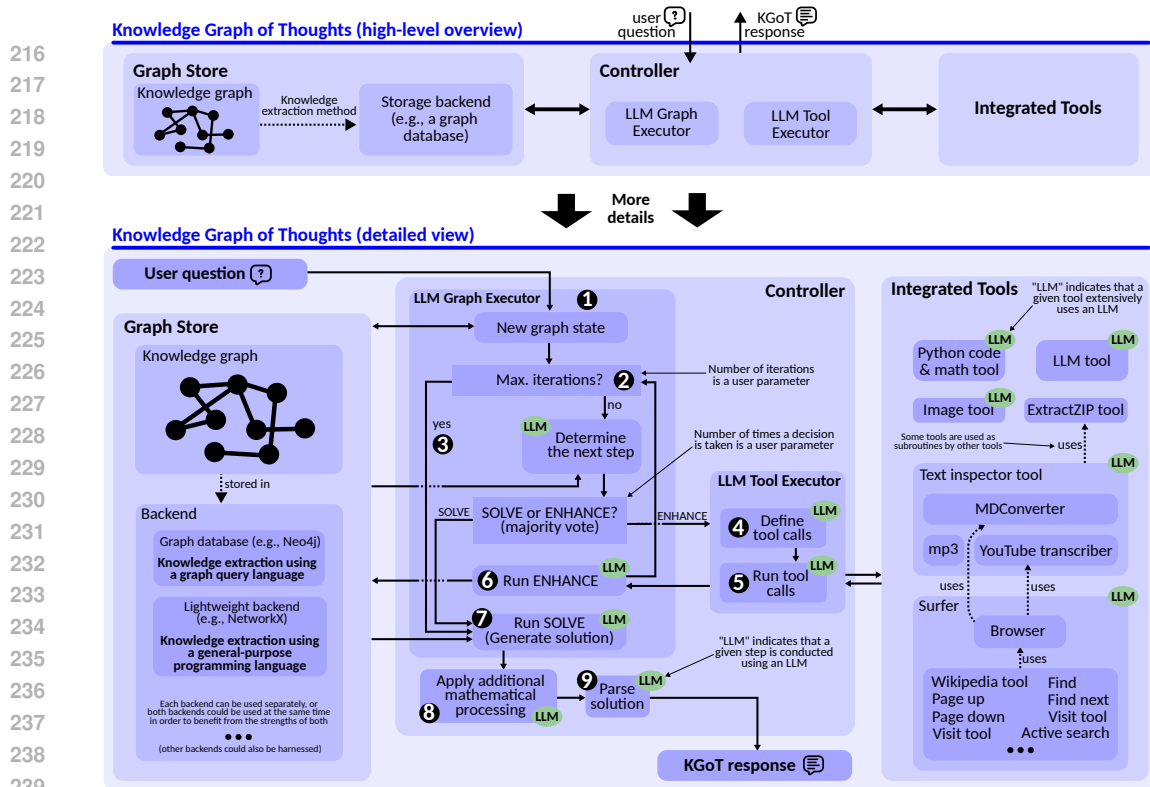 216
217
218
219
220
221
222
223
224
225
226
227
228
229
230
231
232
233
234
235
236
237
238
239
Knowledge Graph of Thoughts (high-level overview)
user
question
?
KGoT
response
Graph Store
Knowledge graph
Knowledge
extraction method
Storage backend
(e.g., a graph
database)
Controller
LLM Graph
Executor
LLM Tool
Executor
Integrated Tools
More
details
Knowledge Graph of Thoughts (detailed view)
User question ?
Graph Store
Knowledge graph
stored in
Backend
Graph database (e.g., Neo4j)
Knowledge extraction using
a graph query language
Lightweight backend
(e.g., NetworkX)
Knowledge extraction using
a general-purpose
programming language
Each backend can be used separately, or
both backends could be used at the same time
in order to benefit from the strengths of both
(other backends could also be harnessed)
Controller
LLM Graph Executor
1
New graph state
Max. iterations? 2
Number of iterations
is a user parameter
no
yes
3
LLM
Determine
the next step
Number of times a decision
is taken is a user parameter
SOLVE
SOLVE or ENHANCE?
(majority vote)
ENHANCE
LLM Tool Executor
4 Define
tool calls
LLM
5 Run tool
calls
LLM
6 Run ENHANCE
LLM
7 Run SOLVE
(Generate solution)
LLM
"LLM" indicates that a
given step is conducted
using an LLM
8 Apply additional
mathematical
processing
LLM
9 Parse
solution
LLM
KGoT response
Integrated Tools
"LLM" indicates that a
given tool extensively
uses an LLM
Python code
& math tool
LLM
LLM tool
LLM
Image tool
LLM
ExtractZIP tool
Some tools are used as
subroutines by other tools
uses
Text inspector tool
LLM
MDConverter
mp3
YouTube transcriber
uses
uses
Surfer
LLM
Browser
uses
Wikipedia tool
Page up
Page down
Visit tool
Find
Find next
Visit tool
Active search